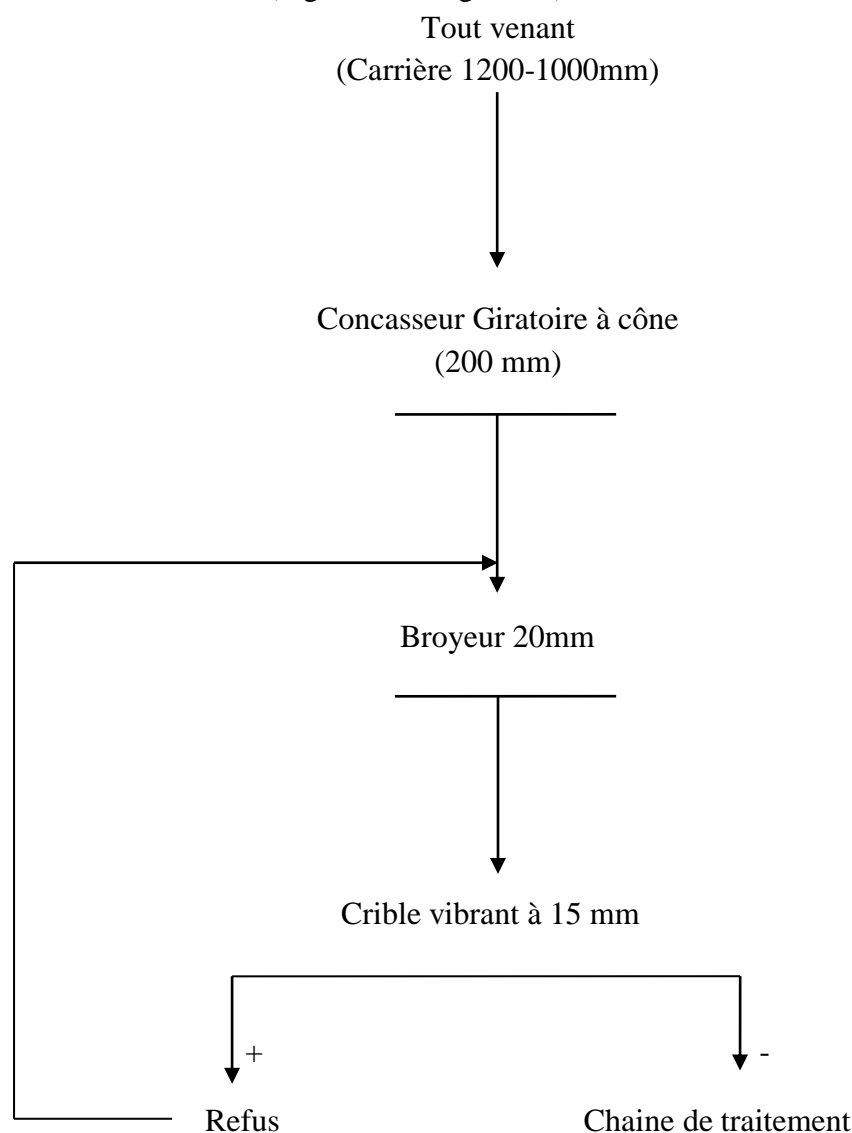 Tout venant
(Carrière 1200-1000mm)
Concasseur Giratoire à cône
(200 mm)
Broyeur 20mm
Crible vibrant à 15 mm
+ -
Refus Chaine de traitement